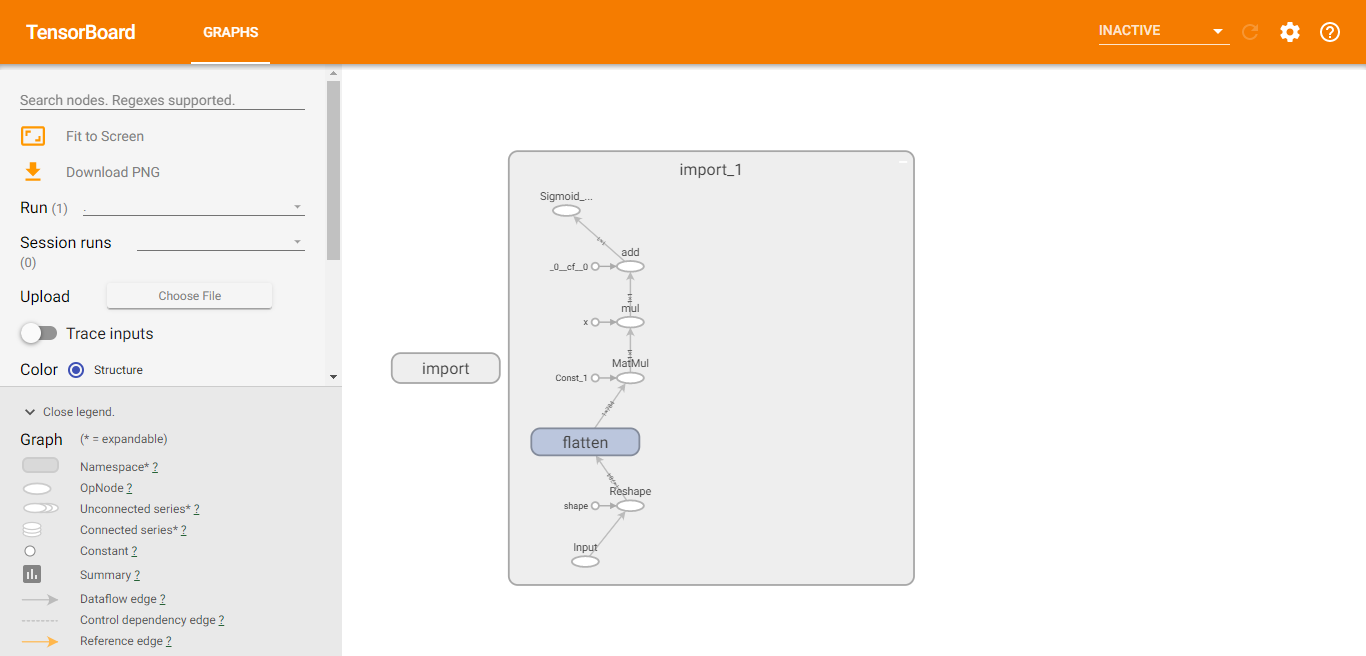 TensorBoard
GRAPHS
INACTIVE
Search nodes. Regexes supported.
Fit to Screen
Download PNG
Run (1) .
Session runs
(0)
Upload Choose File
Trace inputs
Color Structure
Close legend.
Graph (* = expandable)
Namespace* ?
OpNode ?
Unconnected series* ?
Connected series* ?
Constant ?
Summary ?
Dataflow edge ?
Control dependency edge ?
Reference edge ?
import
import_1
Sigmoid_...
add
_0__cf__0
mul
x
MatMul
Const_1
flatten
Reshape
shape
Input